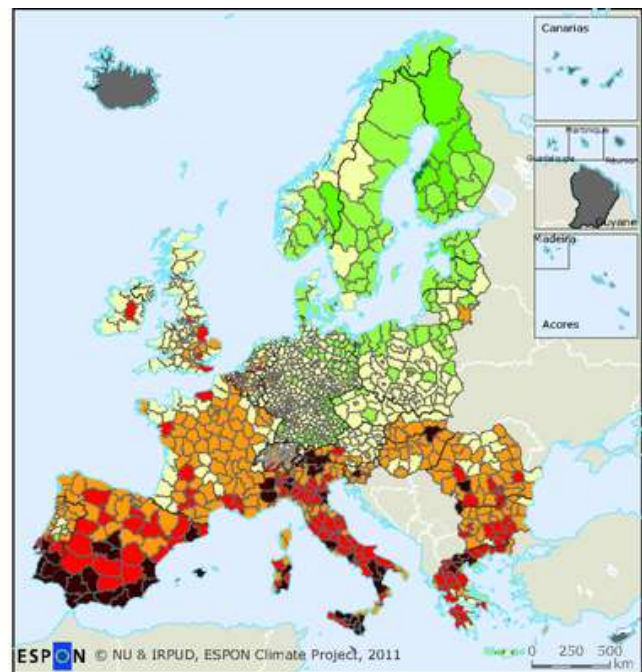 Canarias
Martinique
Guadeloupe
Réunion
Guyane
Madeira
Acores
ESPON © NU & IRPUD, ESPON Climate Project, 2011
0 250 500
km